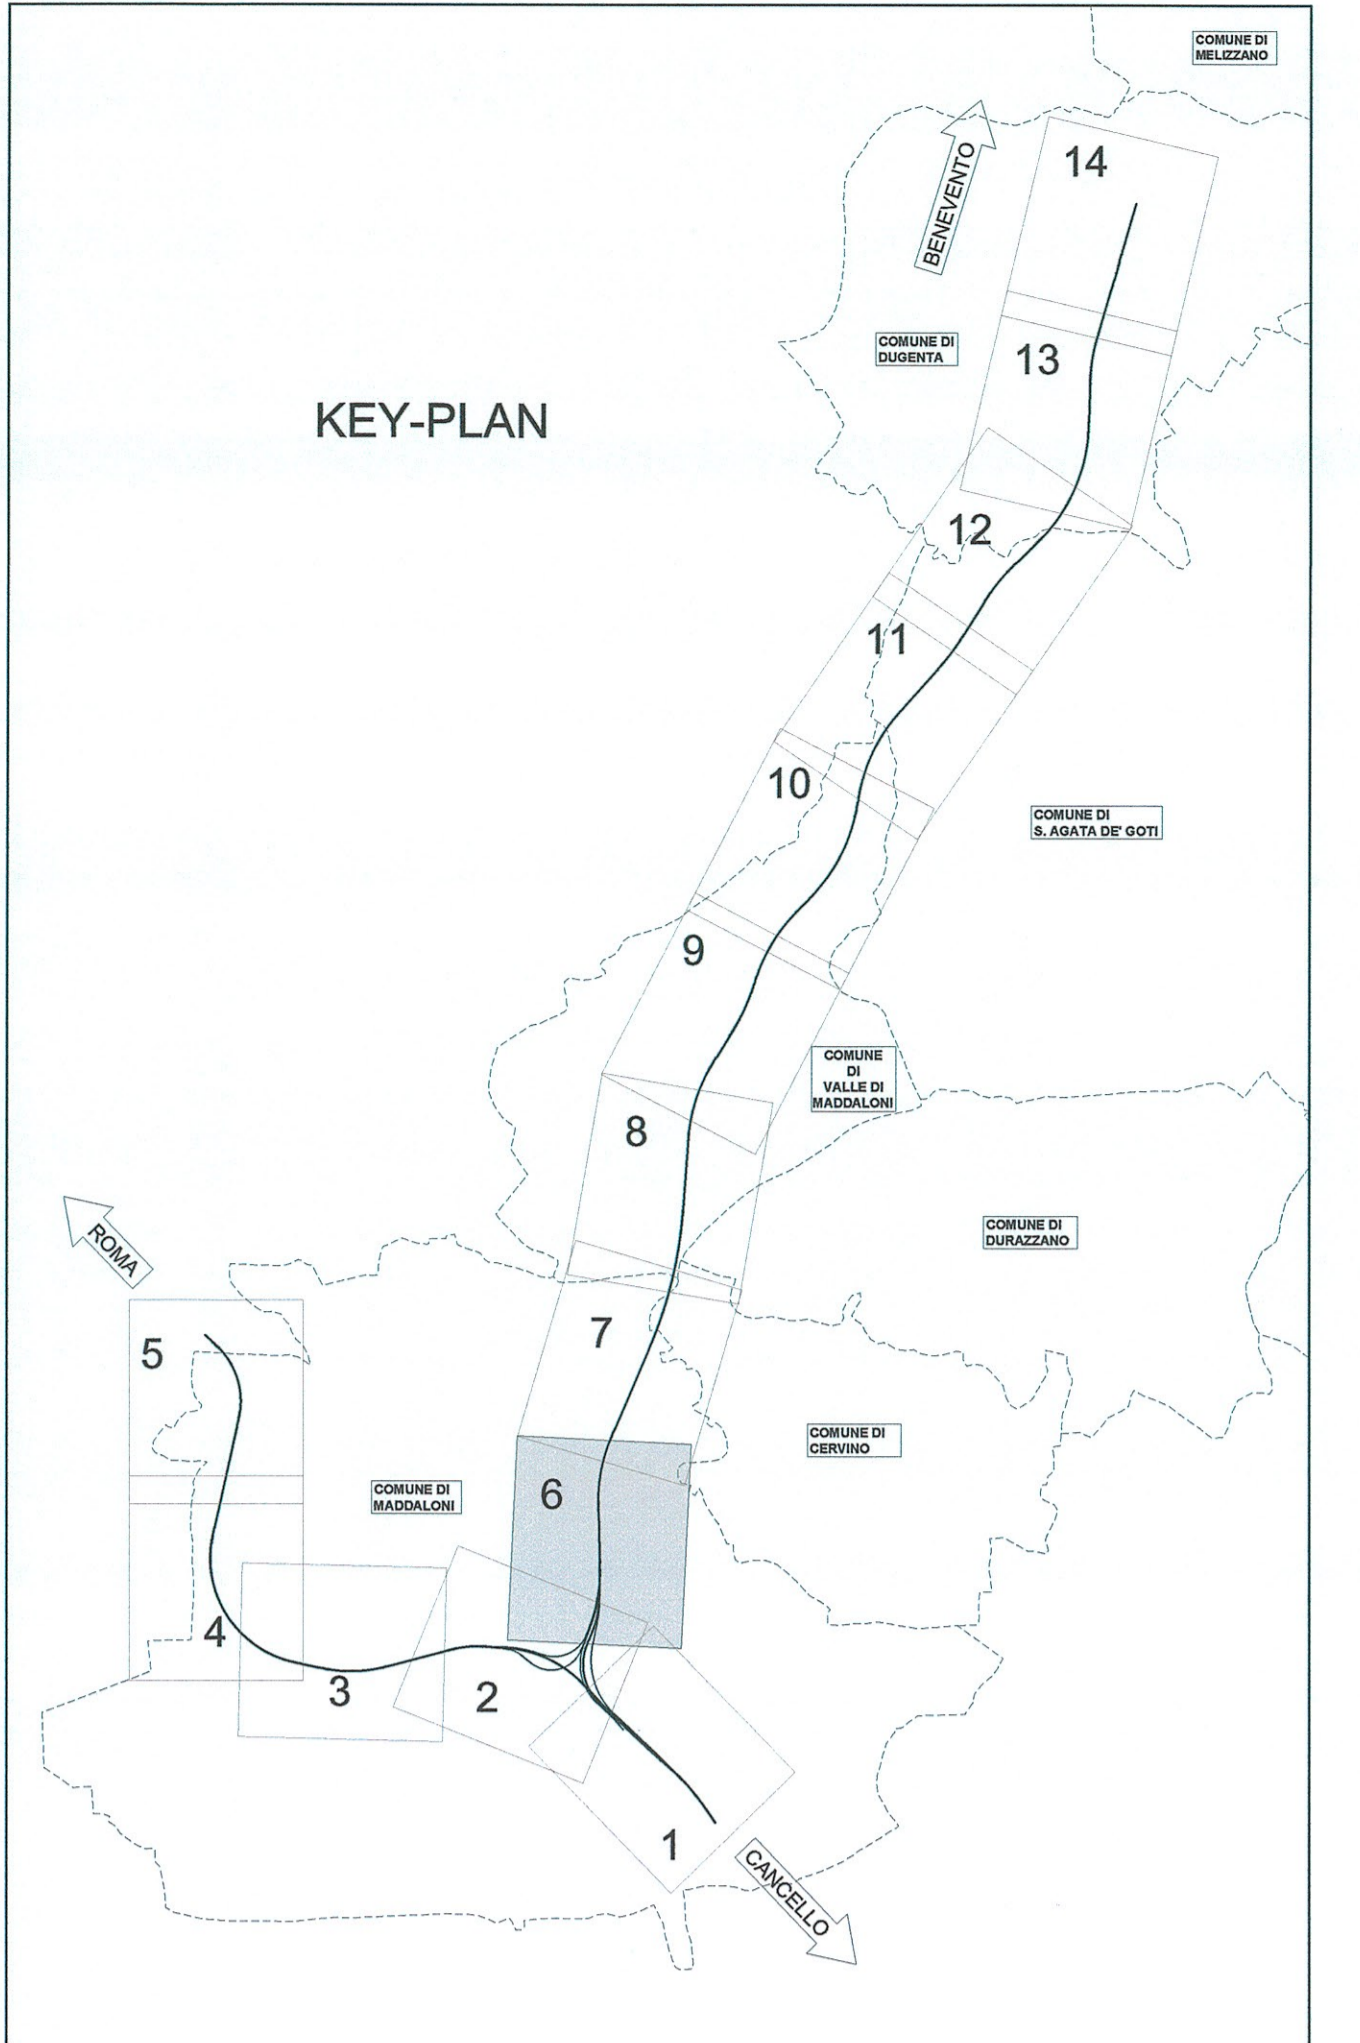 COMUNE DI
MELIZZANO
14
BENEVENTO
COMUNE DI
DUGENTA
13
KEY-PLAN
12
11
10
COMUNE DI
S. AGATA DE' GOTI
9
COMUNE
DI
VALLE DI
MADDALONI
8
ROMA
COMUNE DI
DURAZZANO
7
5
COMUNE DI
CERVINO
COMUNE DI
MADDALONI
6
4
3
2
1
CANCELLO